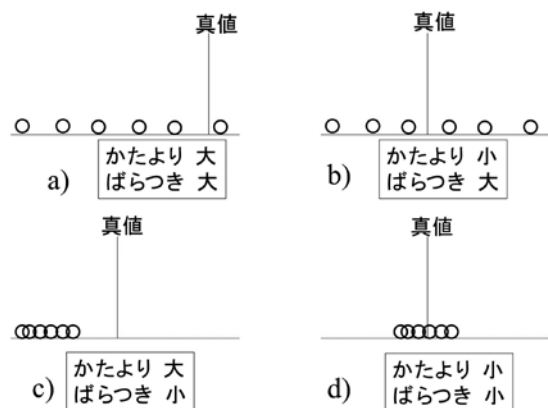 真値
かたより 大
ばらつき 大
a)
真値
かたより 小
ばらつき 大
b)
真値
かたより 大
ばらつき 小
c)
真値
かたより 小
ばらつき 小
d)